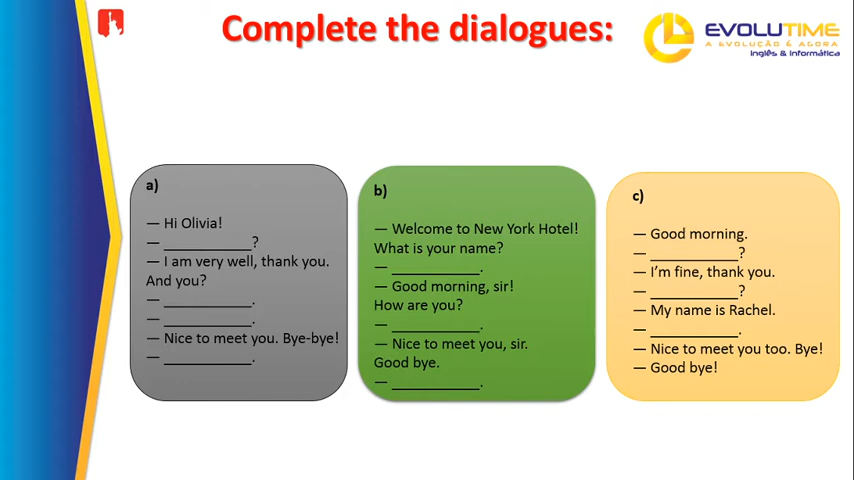 Complete the dialogues:
EVOLUTIME
A EVOLUÇÃO É AGORA
Inglês & Informática
a)
— Hi Olivia!
— ___________?
— I am very well, thank you.
And you?
— ___________.
— ___________.
— Nice to meet you. Bye-bye!
— ___________.
b)
— Welcome to New York Hotel!
What is your name?
— ___________.
— Good morning, sir!
How are you?
— ___________.
— Nice to meet you, sir.
Good bye.
— ___________.
c)
— Good morning.
— ___________?
— I'm fine, thank you.
— ___________?
— My name is Rachel.
— ___________.
— Nice to meet you too. Bye!
— Good bye!